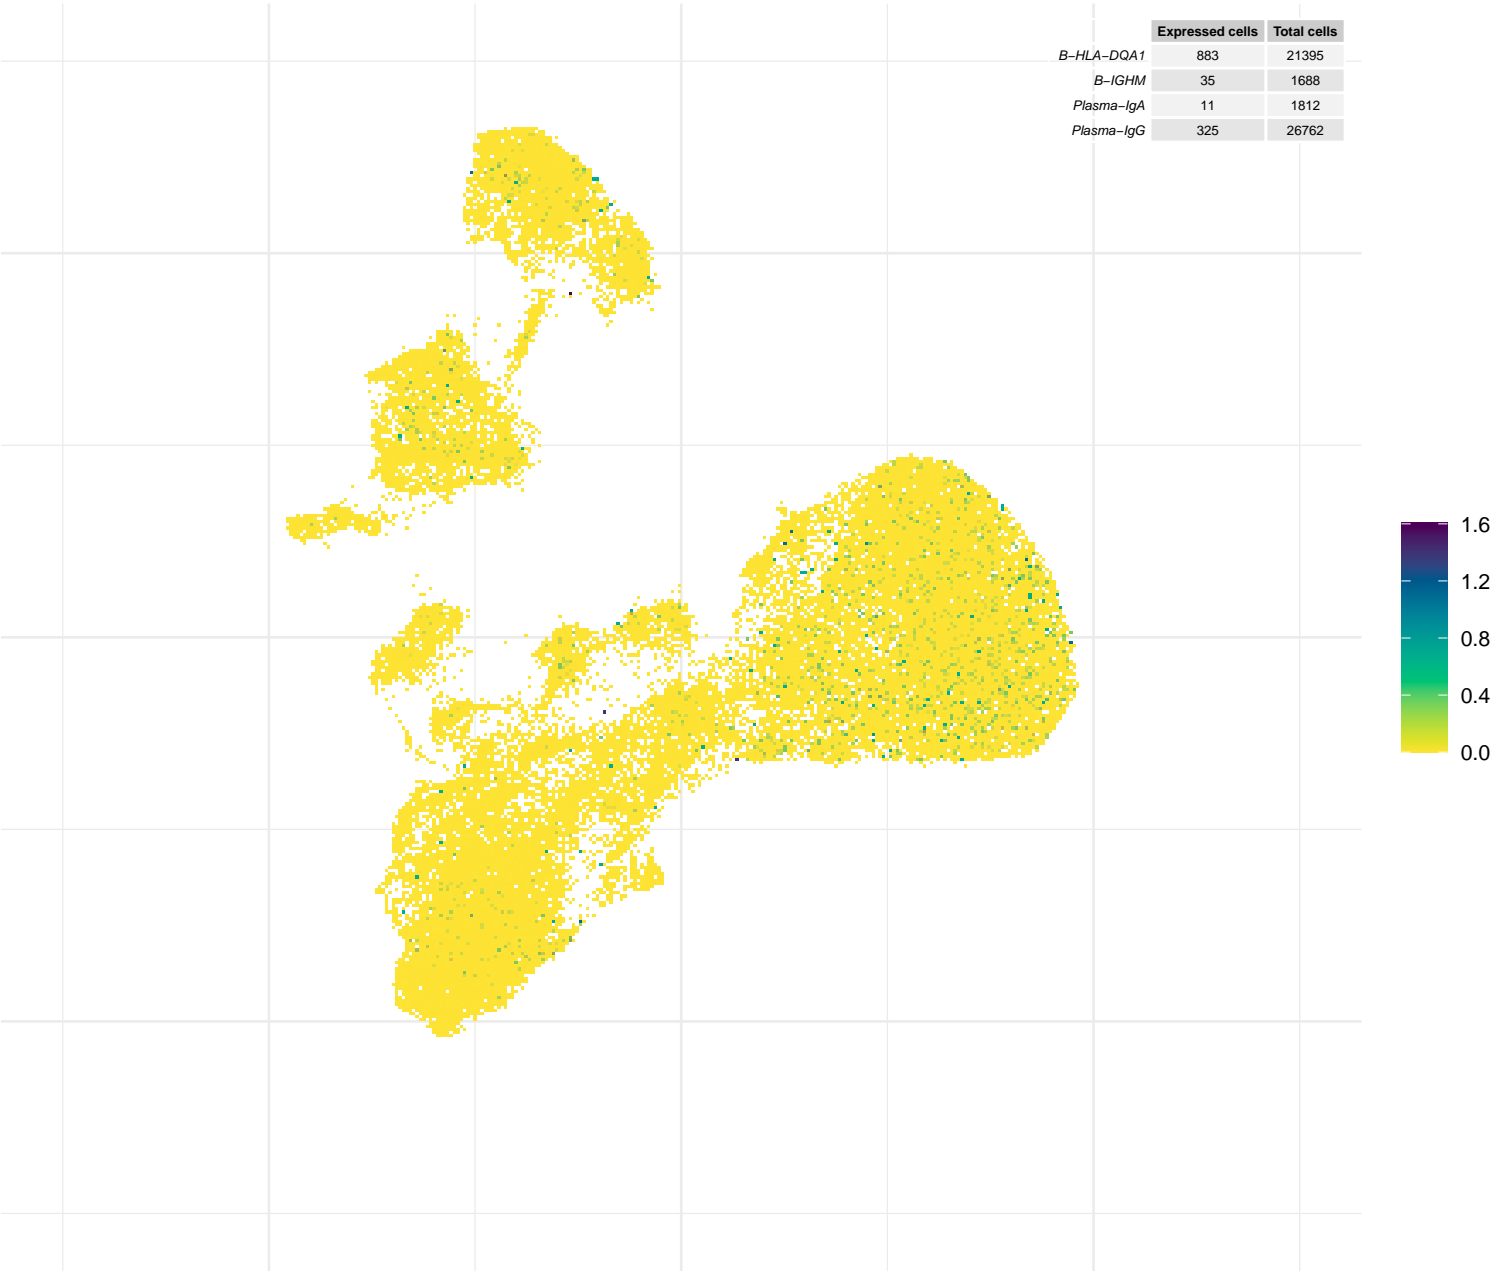 Expressed cells Total cells
B−HLA−DQA1 883 21395
B−IGHM 35 1688
Plasma−IgA 11 1812
Plasma−IgG 325 26762
1.6
1.2
0.8
0.4
0.0